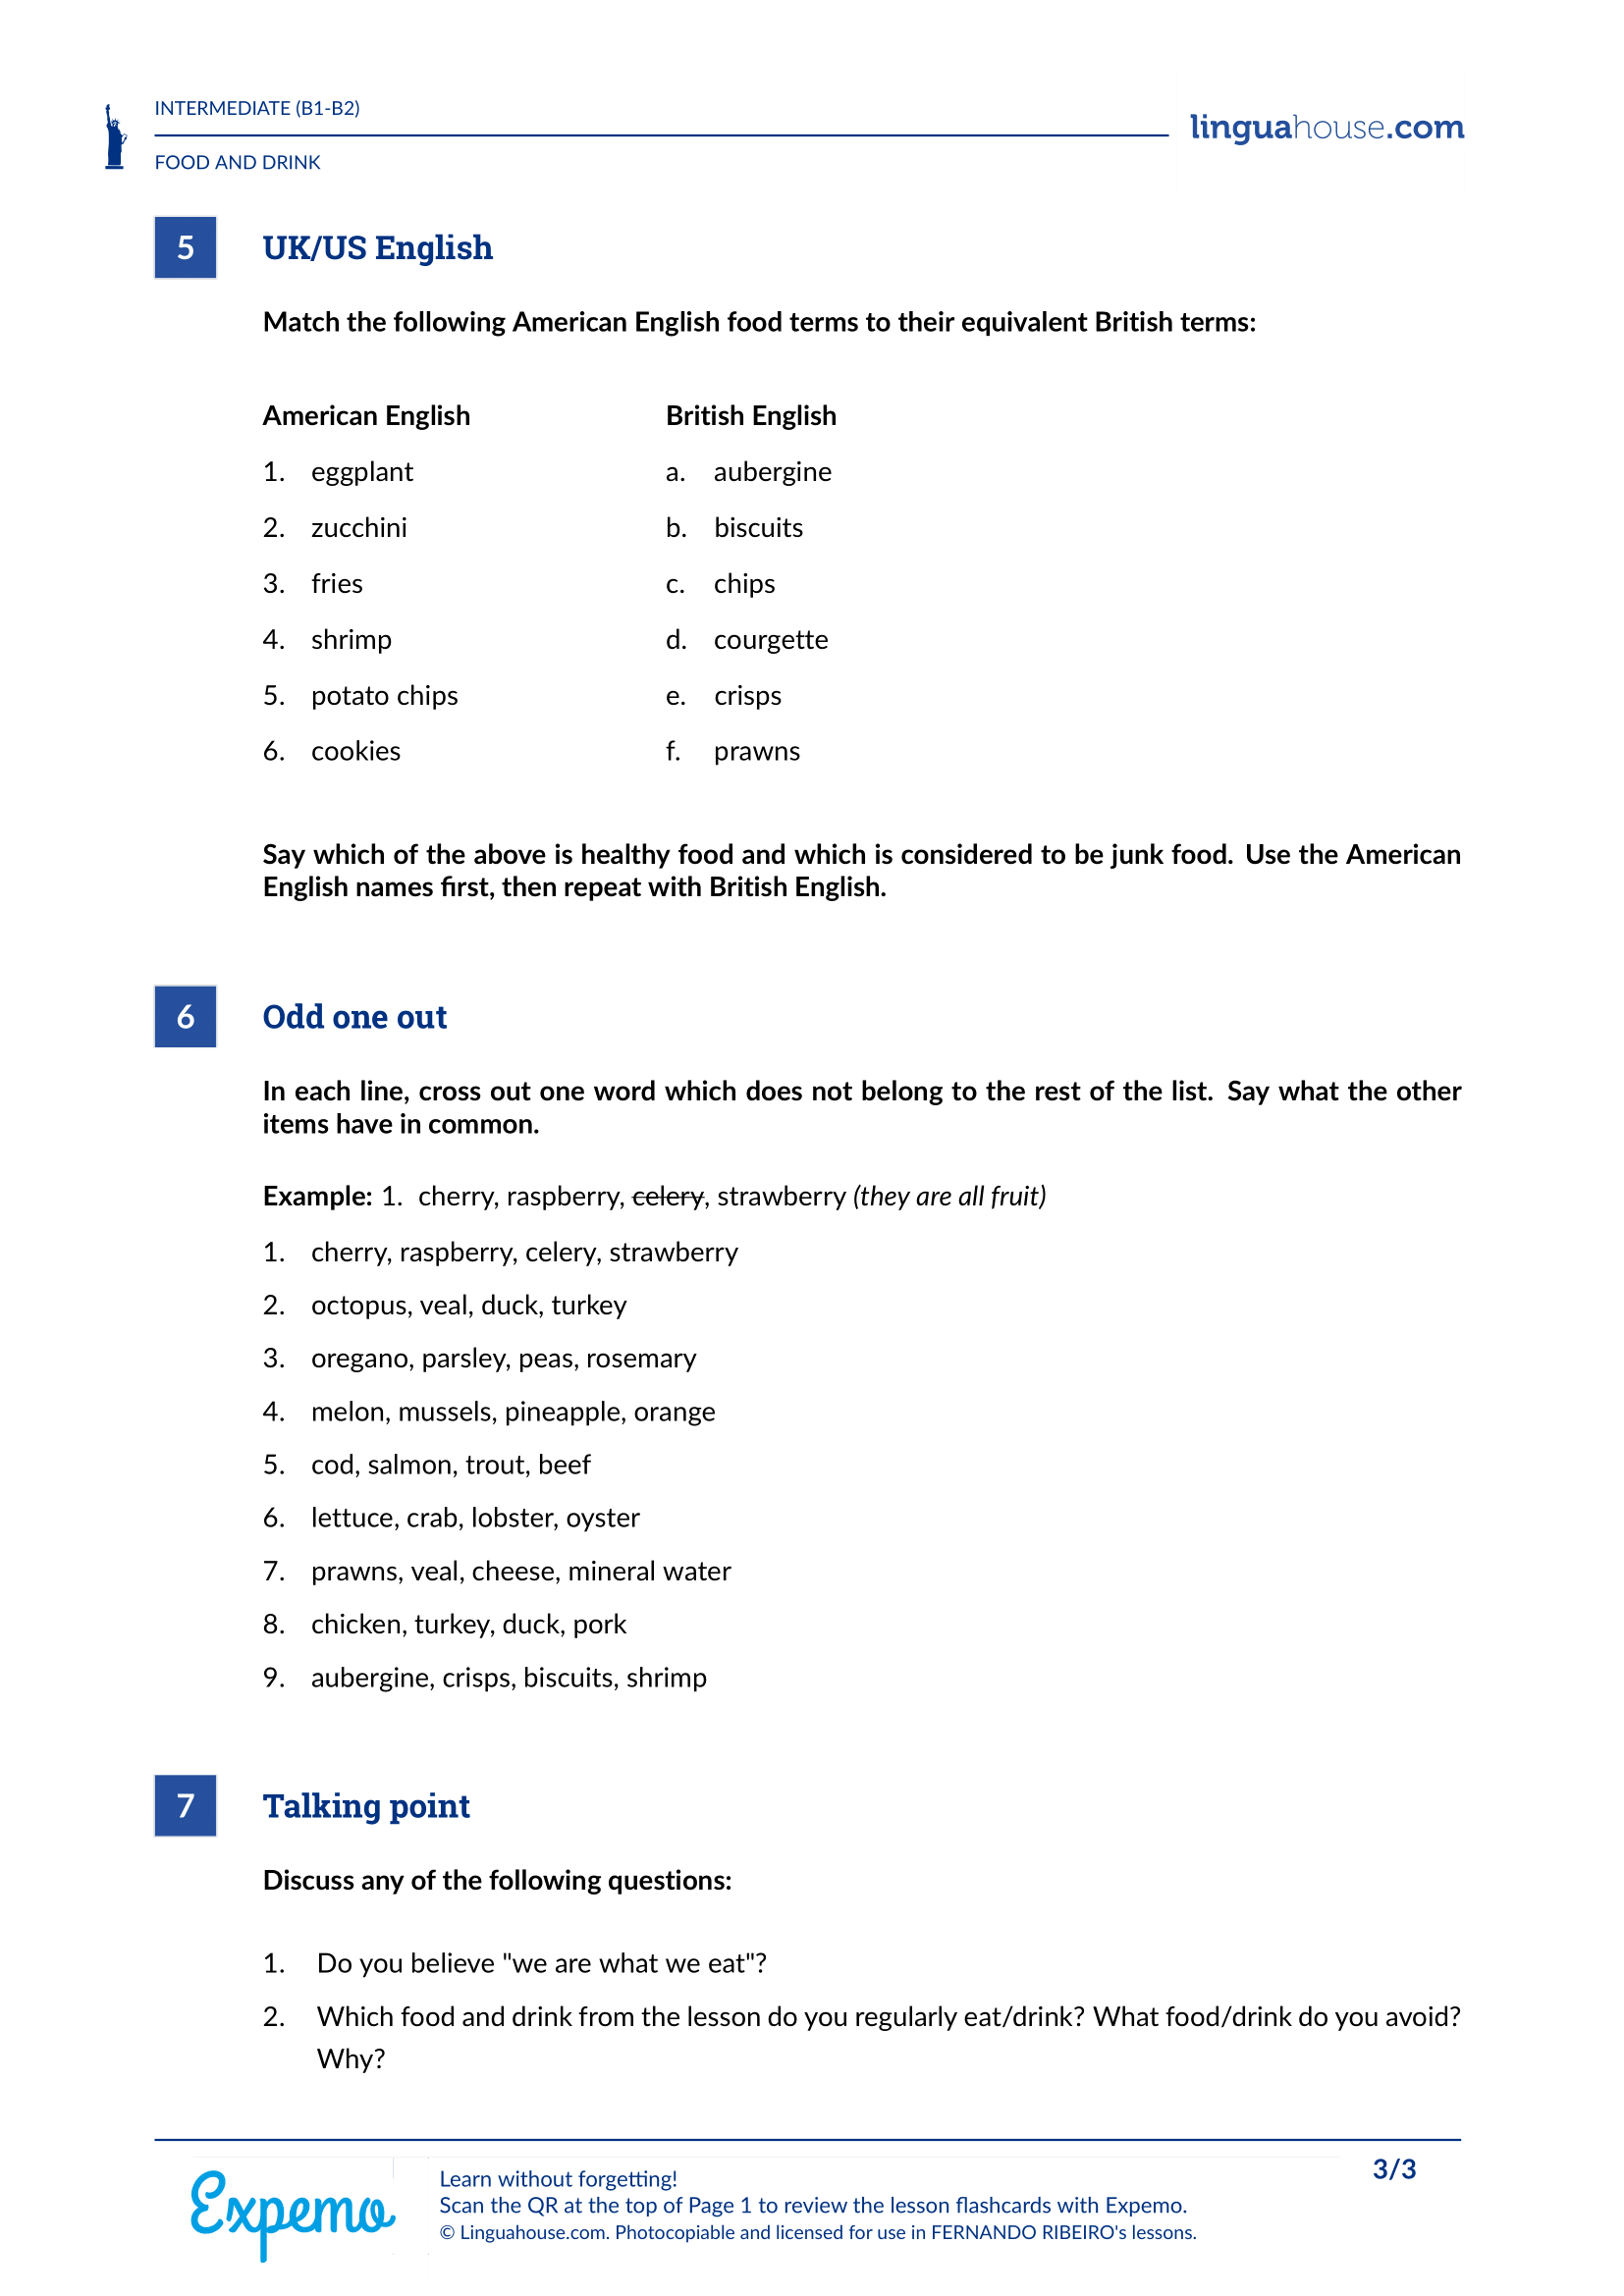 INTERMEDIATE (B1-B2)
linguahouse.com
FOOD AND DRINK
5
UK/US English
Match the following American English food terms to their equivalent British terms:
American English British English
1. eggplant a. aubergine
2. zucchini b. biscuits
3. fries c. chips
4. shrimp d. courgette
5. potato chips e. crisps
6. cookies f. prawns
Say which of the above is healthy food and which is considered to be junk food. Use the American
English names first, then repeat with British English.
6
Odd one out
In each line, cross out one word which does not belong to the rest of the list. Say what the other
items have in common.
Example: 1. cherry, raspberry, celery, strawberry (they are all fruit)
1. cherry, raspberry, celery, strawberry
2. octopus, veal, duck, turkey
3. oregano, parsley, peas, rosemary
4. melon, mussels, pineapple, orange
5. cod, salmon, trout, beef
6. lettuce, crab, lobster, oyster
7. prawns, veal, cheese, mineral water
8. chicken, turkey, duck, pork
9. aubergine, crisps, biscuits, shrimp
7
Talking point
Discuss any of the following questions:
1. Do you believe "we are what we eat"?
2. Which food and drink from the lesson do you regularly eat/drink? What food/drink do you avoid?
Why?
3/3
Expemo
Learn without forgetting!
Scan the QR at the top of Page 1 to review the lesson flashcards with Expemo.
© Linguahouse.com. Photocopiable and licensed for use in FERNANDO RIBEIRO's lessons.